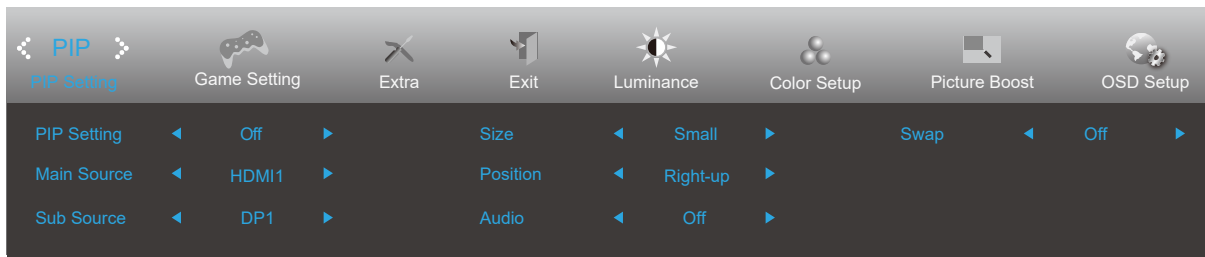 PIP
PIP Setting Game Setting Extra Exit Luminance Color Setup Picture Boost OSD Setup
PIP Setting Off Size Small Swap Off
Main Source HDMI1 Position Right-up
Sub Source DP1 Audio Off